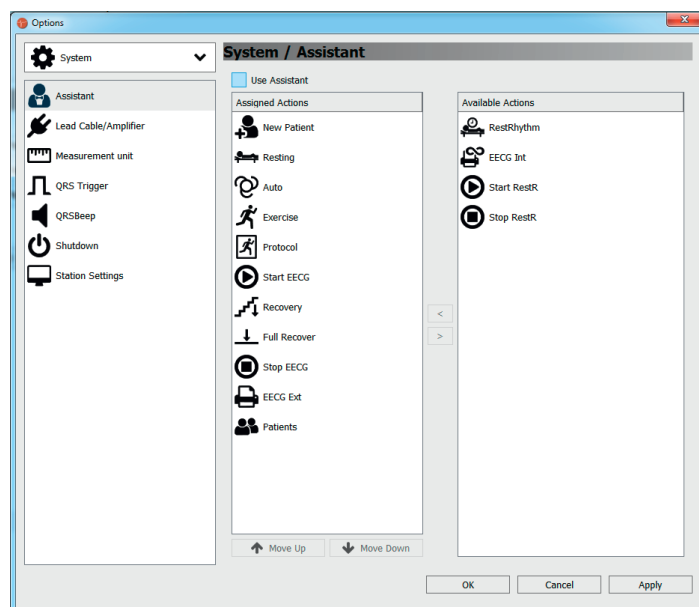 Options
System
System / Assistant
Use Assistant
Assistant
Lead Cable/Amplifier
Measurement unit
QRS Trigger
QRSBeep
Shutdown
Station Settings
Assigned Actions
New Patient
Resting
Auto
Exercise
Protocol
Start EECG
Recovery
Full Recover
Stop EECG
EECG Ext
Patients
<
>
Available Actions
RestRhythm
EECG Int
Start RestR
Stop RestR
Move Up
Move Down
OK
Cancel
Apply